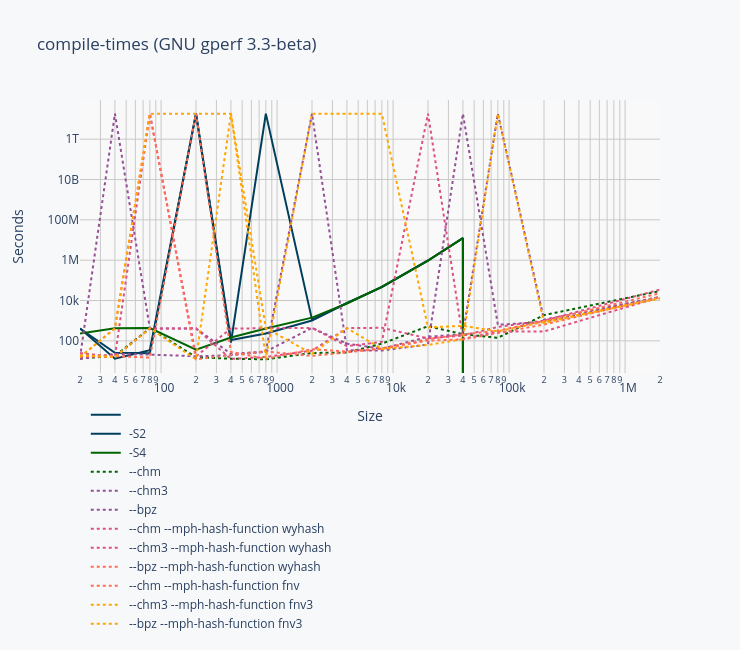 compile-times (GNU gperf 3.3-beta)
1T
10B
100M
1M
10k
100
Seconds
2 3 4 5 6 7 8 9 100 3 4 5 6 7 8 9 1000 2 3 4 5 6 7 8 9 10k 2 3 4 5 6 7 8 9 100k 2 3 4 5 6 7 8 9 1M 2
Size
-S2
-S4
--chm
--chm3
--bpz
--chm --mph-hash-function wyhash
--chm3 --mph-hash-function wyhash
--bpz --mph-hash-function wyhash
--chm --mph-hash-function fnv
--chm3 --mph-hash-function fnv3
--bpz --mph-hash-function fnv3